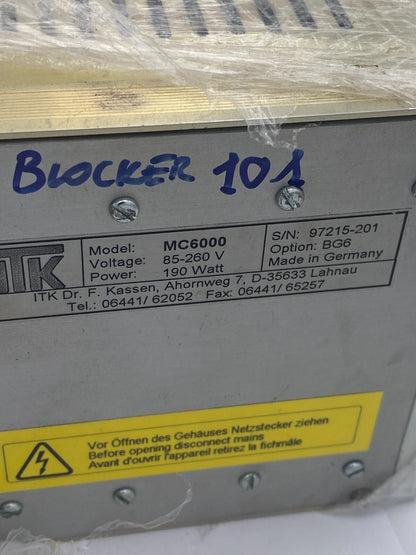 BLOCKER 101
ITK
Model: MC6000
Voltage: 85-260 V
Power: 190 Watt
S/N: 97215-201
Option: BG6
Made in Germany
ITK Dr. F. Kassen, Ahornweg 7, D-35633 Lahnau
Tel.: 06441/ 62052 Fax: 06441/ 65257
Vor Öffnen des Gehäuses Netzstecker ziehen
Before opening disconnect mains
Avant d'ouvrir l'appareil retirez la fichmâle